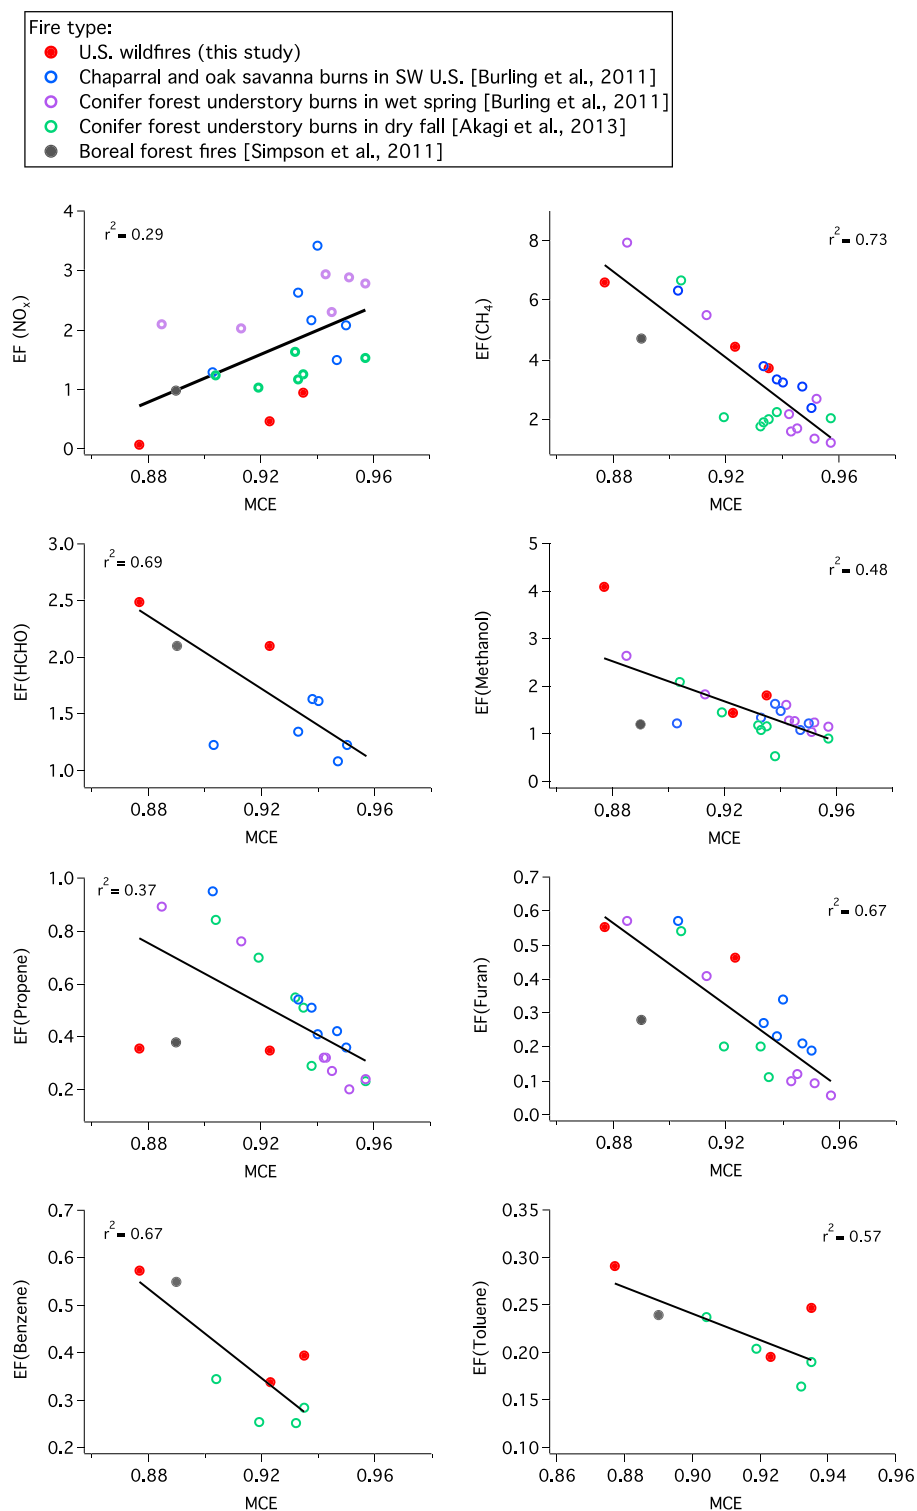 Fire type:
U.S. wildfires (this study)
Chaparral and oak savanna burns in SW U.S. [Burling et al., 2011]
Conifer forest understory burns in wet spring [Burling et al., 2011]
Conifer forest understory burns in dry fall [Akagi et al., 2013]
Boreal forest fires [Simpson et al., 2011]
EF (NOx)
4
3
2
1
0
r² = 0.29
0.88 0.92 0.96
MCE
EF(CH4)
8
6
4
2
r² = 0.73
0.88 0.92 0.96
MCE
EF(HCHO)
3.0
2.5
2.0
1.5
1.0
r² = 0.69
0.88 0.92 0.96
MCE
EF(Methanol)
5
4
3
2
1
0
r² = 0.48
0.88 0.92 0.96
MCE
EF(Propene)
1.0
0.8
0.6
0.4
0.2
r² = 0.37
0.88 0.92 0.96
MCE
EF(Furan)
0.7
0.6
0.5
0.4
0.3
0.2
0.1
0.0
r² = 0.67
0.88 0.92 0.96
MCE
EF(Benzene)
0.7
0.6
0.5
0.4
0.3
0.2
r² = 0.67
0.88 0.92 0.96
MCE
EF(Toluene)
0.35
0.30
0.25
0.20
0.15
0.10
r² = 0.57
0.86 0.88 0.90 0.92 0.94 0.96
MCE